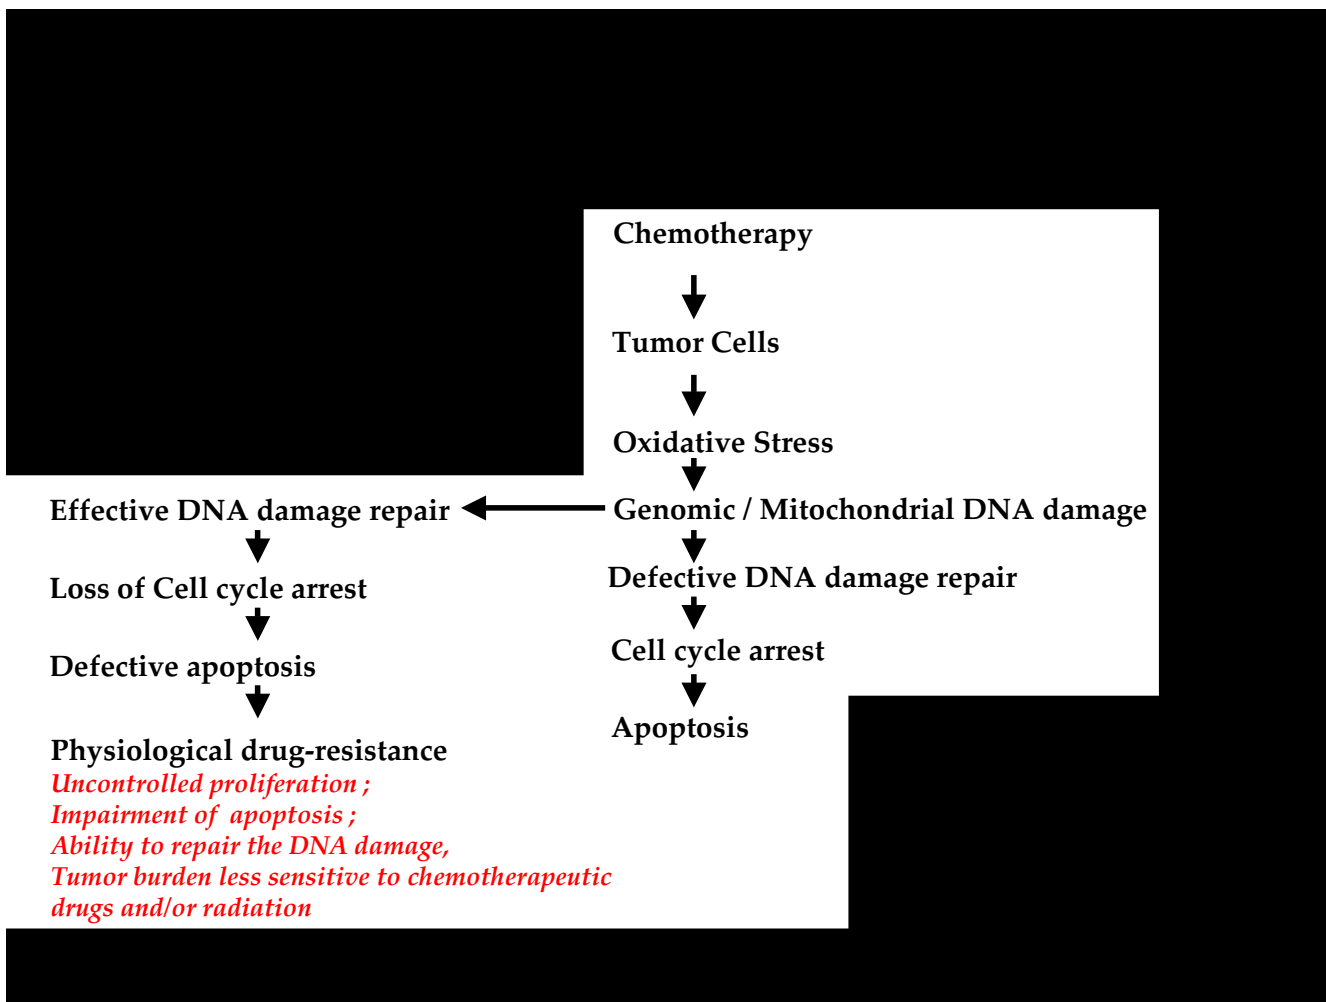 Chemotherapy
Tumor Cells
Oxidative Stress
Genomic / Mitochondrial DNA damage
Defective DNA damage repair
Cell cycle arrest
Apoptosis
Effective DNA damage repair
Loss of Cell cycle arrest
Defective apoptosis
Physiological drug-resistance
Uncontrolled proliferation ;
Impairment of apoptosis ;
Ability to repair the DNA damage,
Tumor burden less sensitive to chemotherapeutic
drugs and/or radiation